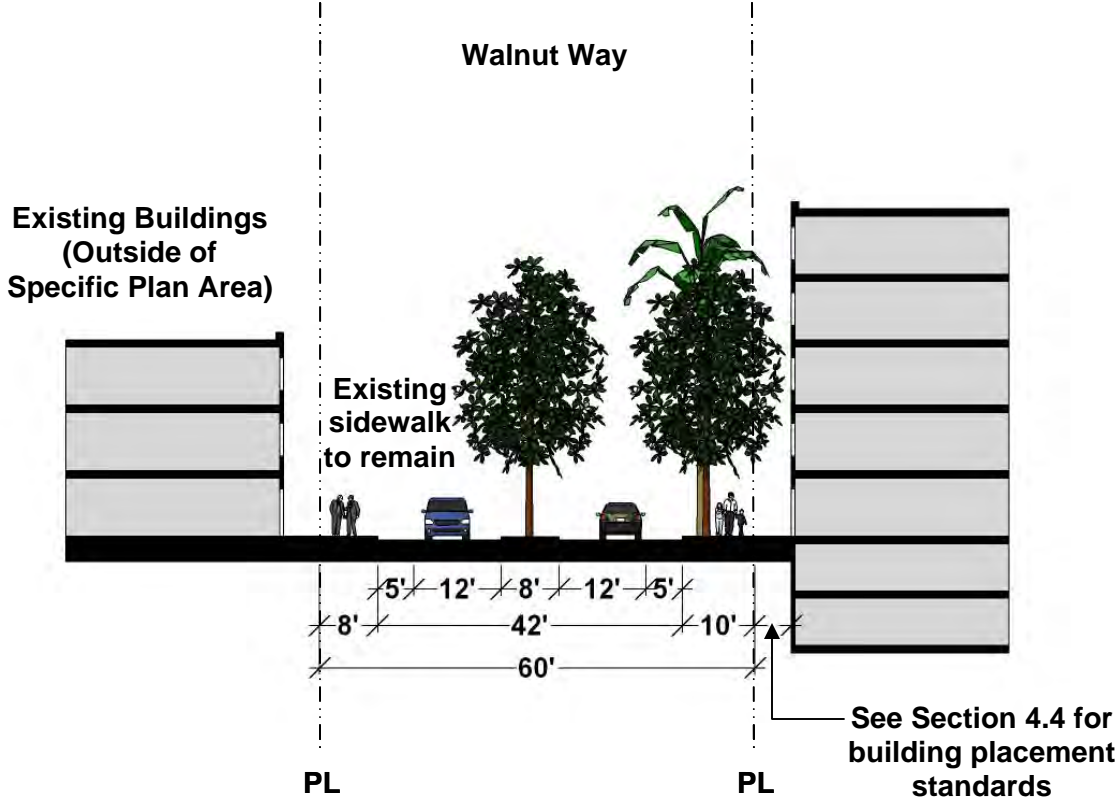 Walnut Way
Existing Buildings
(Outside of
Specific Plan Area)
Existing
sidewalk
to remain
5' 12' 8' 12' 5'
8' 42' 10'
60'
See Section 4.4 for
building placement
standards
PL PL